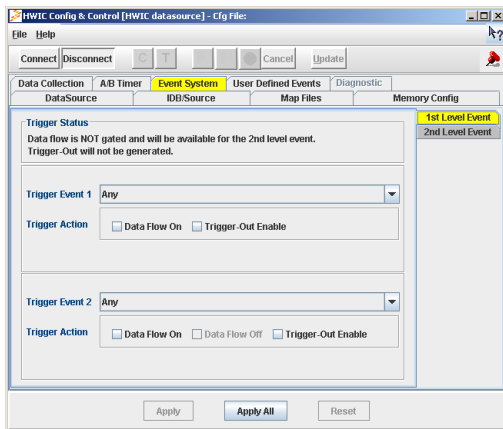 HWIC Config & Control [HWIC datasource] - Cfg File:
File Help
Connect Disconnect C T Cancel Update
Data Collection A/B Timer Event System User Defined Events Diagnostic
DataSource IDB/Source Map Files Memory Config
1st Level Event
2nd Level Event
Trigger Status
Data flow is NOT gated and will be available for the 2nd level event.
Trigger-Out will not be generated.
Trigger Event 1 Any
Trigger Action Data Flow On Trigger-Out Enable
Trigger Event 2 Any
Trigger Action Data Flow On Data Flow Off Trigger-Out Enable
Apply Apply All Reset